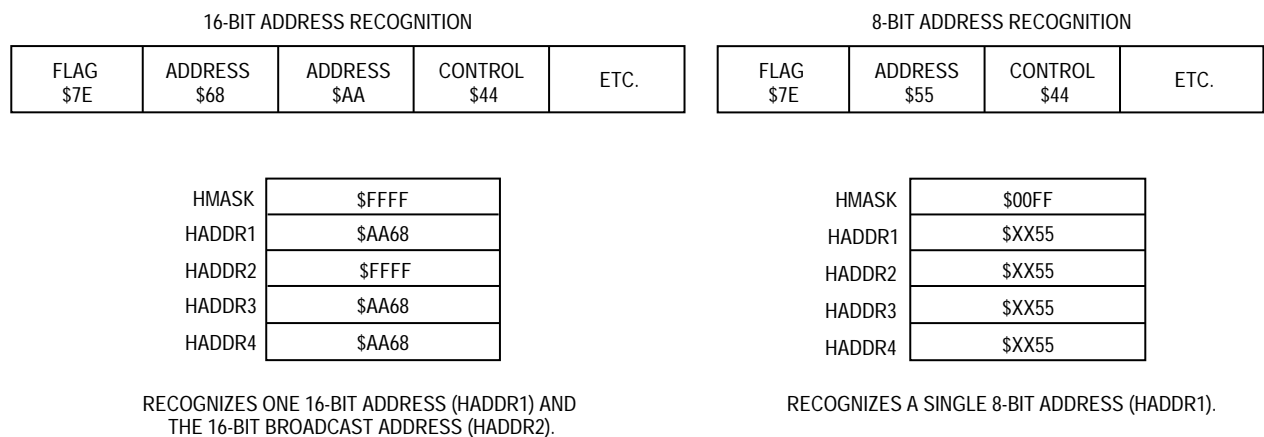 16-BIT ADDRESS RECOGNITION
FLAG
$7E
ADDRESS
$68
ADDRESS
$AA
CONTROL
$44
ETC.
HMASK $FFFF
HADDR1 $AA68
HADDR2 $FFFF
HADDR3 $AA68
HADDR4 $AA68
RECOGNIZES ONE 16-BIT ADDRESS (HADDR1) AND
THE 16-BIT BROADCAST ADDRESS (HADDR2).
8-BIT ADDRESS RECOGNITION
FLAG
$7E
ADDRESS
$55
CONTROL
$44
ETC.
HMASK $00FF
HADDR1 $XX55
HADDR2 $XX55
HADDR3 $XX55
HADDR4 $XX55
RECOGNIZES A SINGLE 8-BIT ADDRESS (HADDR1).